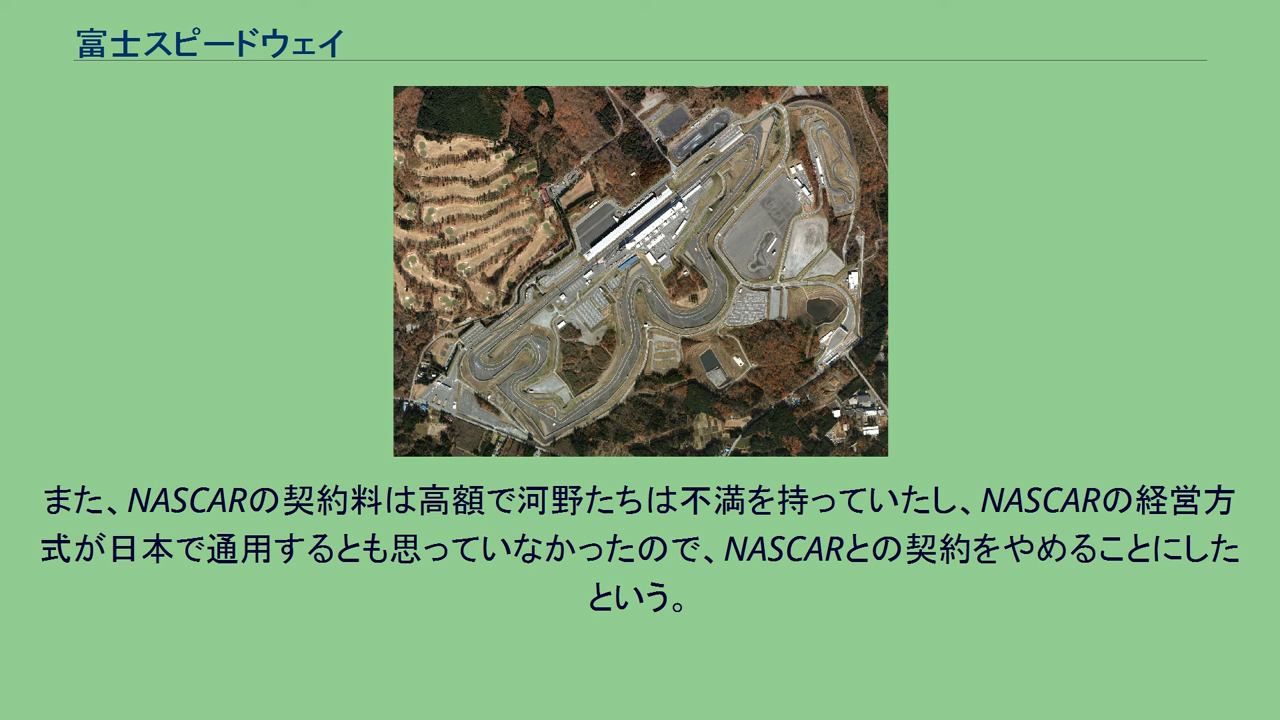 富士スピードウェイ
また、NASCARの契約料は高額で河野たちは不満を持っていたし、NASCARの経営方
式が日本で通用するとも思っていなかったので、NASCARとの契約をやめることにした
という。